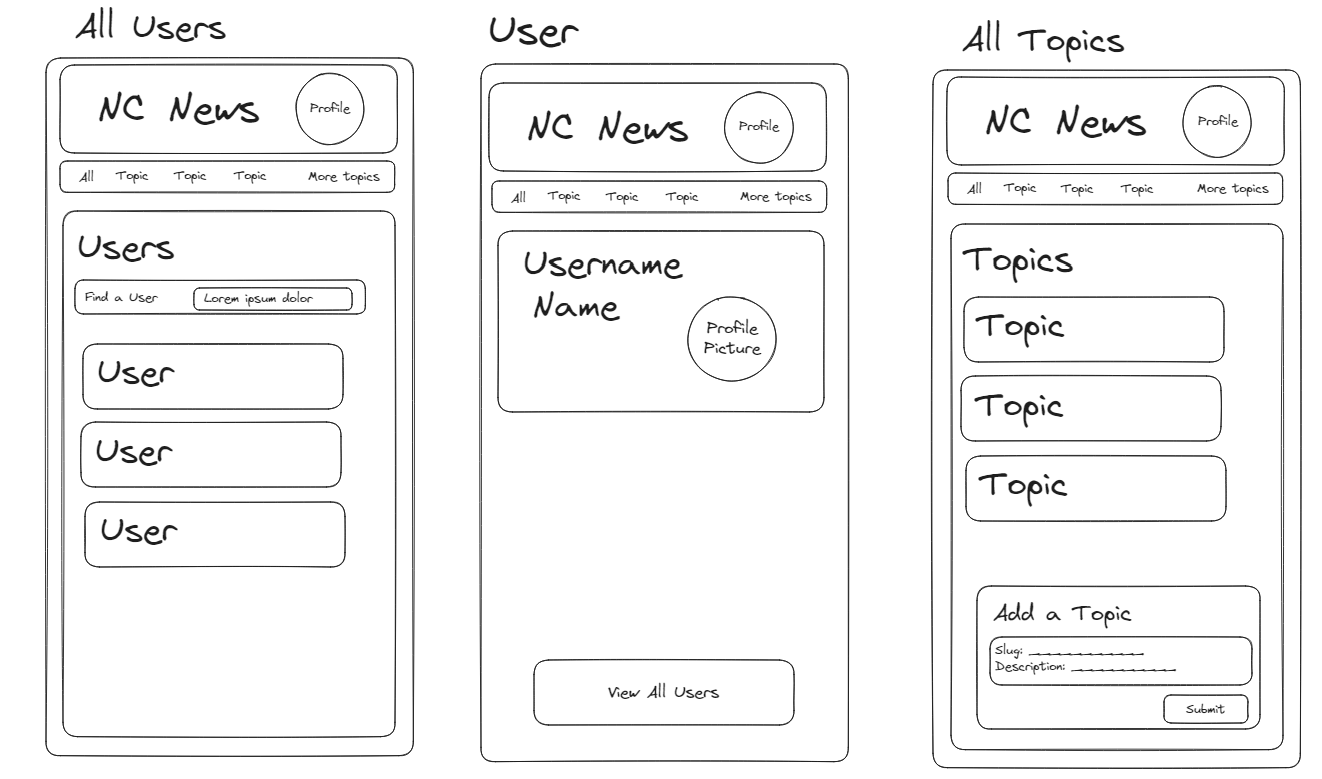 All Users
NC News
Profile
All Topic Topic Topic More topics
Users
Find a User Lorem ipsum dolor
User
User
User
User
NC News
Profile
All Topic Topic Topic More topics
Username
Name
Profile
Picture
View All Users
All Topics
NC News
Profile
All Topic Topic Topic More topics
Topics
Topic
Topic
Topic
Add a Topic
Slug:
Description:
Submit